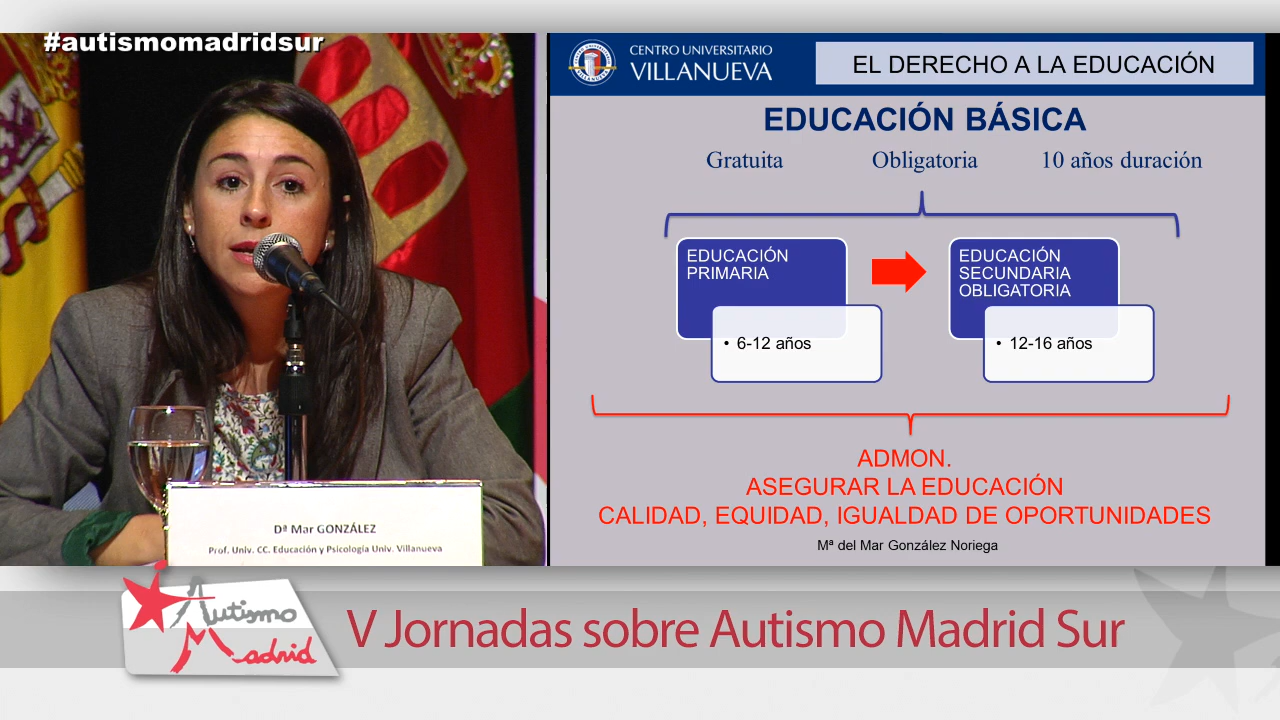 #autismomadridsur
Dª Mar GONZÁLEZ
Prof. Univ. CC. Educación y Psicología Univ. Villanueva
CENTRO UNIVERSITARIO
VILLANUEVA
EL DERECHO A LA EDUCACIÓN
EDUCACIÓN BÁSICA
Gratuita Obligatoria 10 años duración
EDUCACIÓN
PRIMARIA
• 6-12 años
EDUCACIÓN
SECUNDARIA
OBLIGATORIA
• 12-16 años
ADMON.
ASEGURAR LA EDUCACIÓN
CALIDAD, EQUIDAD, IGUALDAD DE OPORTUNIDADES
Mª del Mar González Noriega
Autismo
Madrid
V Jornadas sobre Autismo Madrid Sur